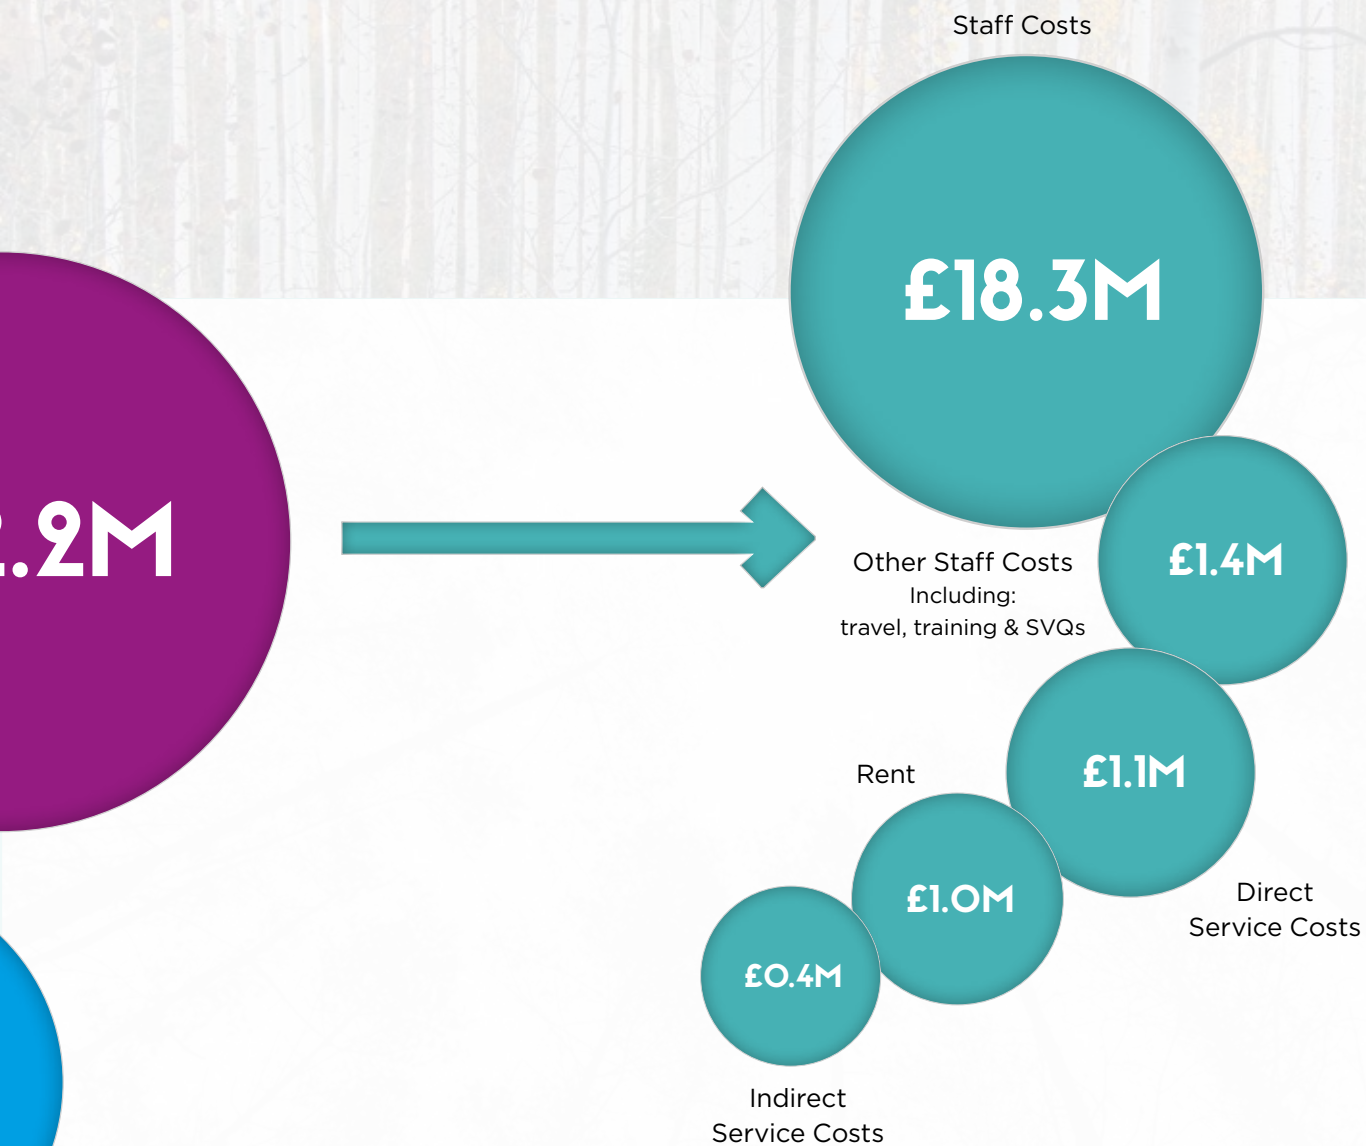 Staff Costs
£18.3M
.2M
Other Staff Costs
Including:
travel, training & SVQs
£1.4M
Rent
£1.1M
£1.0M
Direct
Service Costs
£0.4M
Indirect
Service Costs